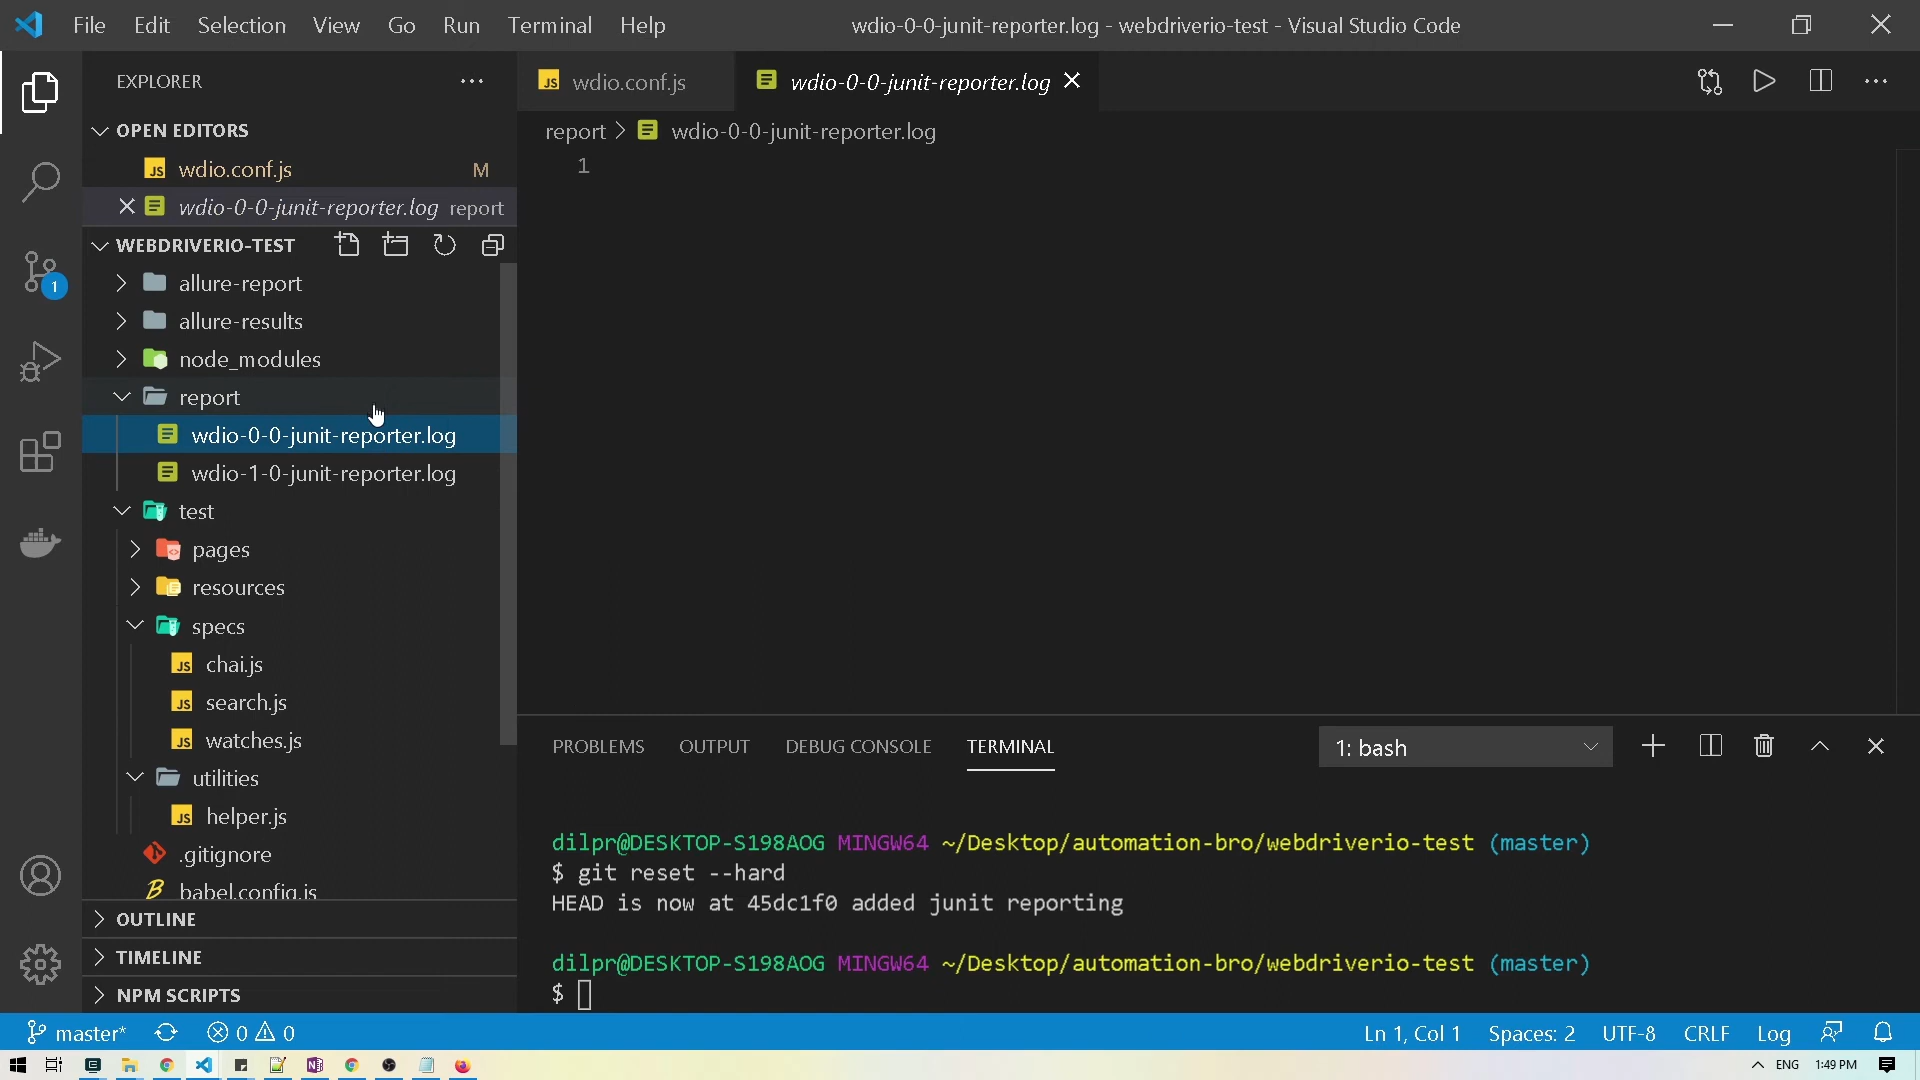 File Edit Selection View Go Run Terminal Help
wdio-0-0-junit-reporter.log - webdriverio-test - Visual Studio Code
EXPLORER
OPEN EDITORS
JS wdio.conf.js M
wdio-0-0-junit-reporter.log report
WEBDRIVERIO-TEST
allure-report
allure-results
node_modules
report
wdio-0-0-junit-reporter.log
wdio-1-0-junit-reporter.log
test
pages
resources
specs
JS chai.js
JS search.js
JS watches.js
utilities
JS helper.js
.gitignore
babel.config.js
OUTLINE
TIMELINE
NPM SCRIPTS
1
JS wdio.conf.js
wdio-0-0-junit-reporter.log
report > wdio-0-0-junit-reporter.log
1
PROBLEMS OUTPUT DEBUG CONSOLE TERMINAL
1: bash
dilpr@DESKTOP-S198AOG MINGW64 ~/Desktop/automation-bro/webdriverio-test (master)
$ git reset --hard
HEAD is now at 45dc1f0 added junit reporting
dilpr@DESKTOP-S198AOG MINGW64 ~/Desktop/automation-bro/webdriverio-test (master)
$
master* 0 0
Ln 1, Col 1 Spaces: 2 UTF-8 CRLF Log
ENG 1:49 PM